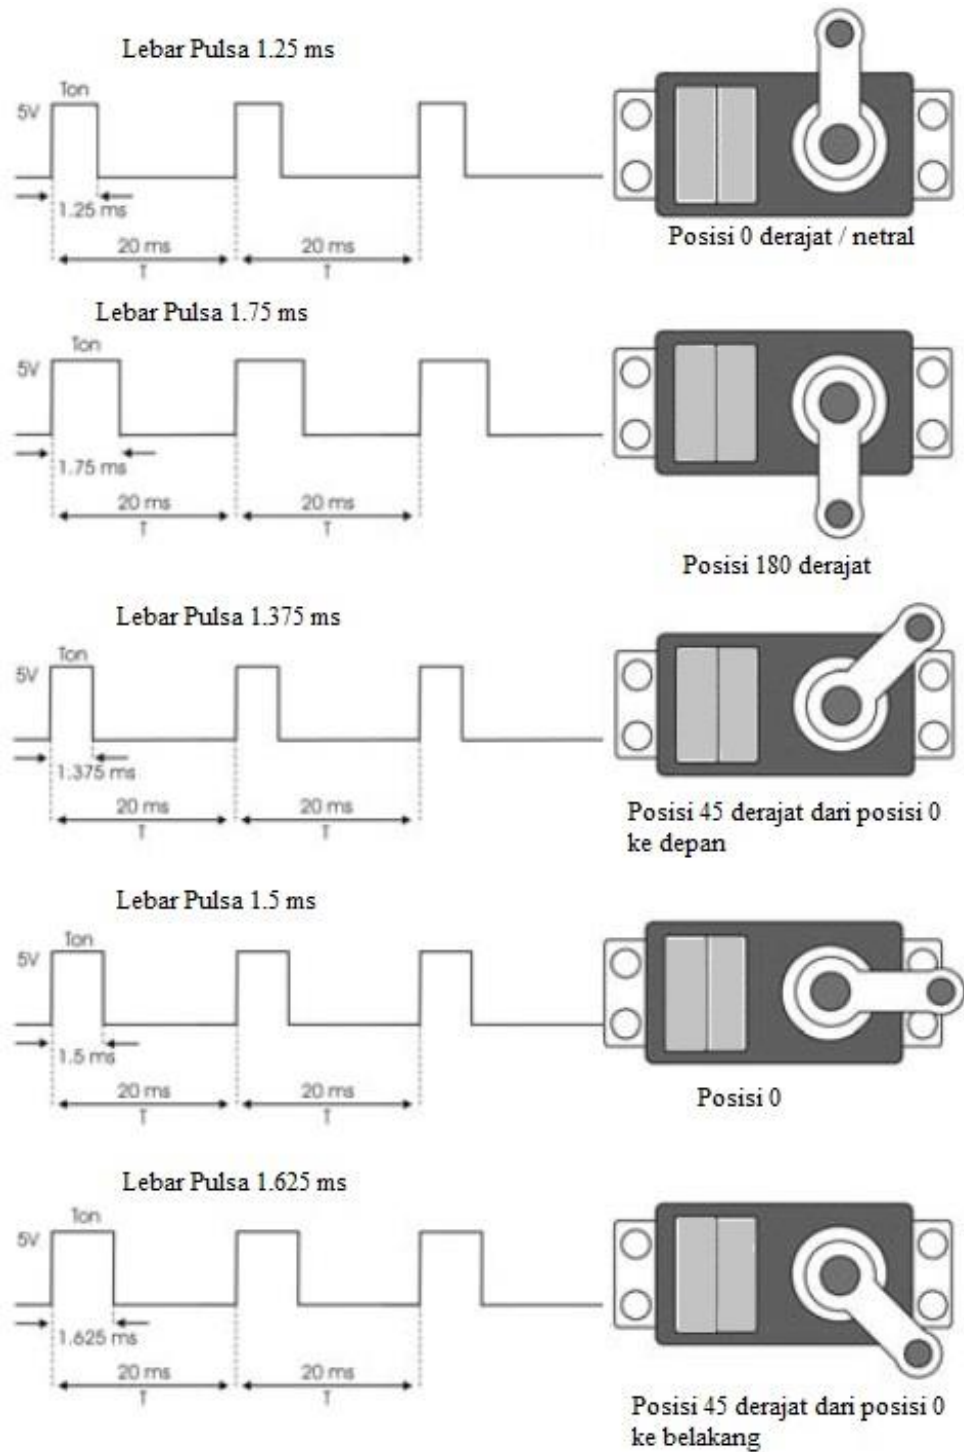 Lebar Pulsa 1.25 ms
Ton
5V
1.25 ms
20 ms
20 ms
T
T
Posisi 0 derajat / netral
Lebar Pulsa 1.75 ms
Ton
5V
1.75 ms
20 ms
20 ms
T
T
Posisi 180 derajat
Lebar Pulsa 1.375 ms
Ton
5V
1.375 ms
20 ms
20 ms
T
T
Posisi 45 derajat dari posisi 0
ke depan
Lebar Pulsa 1.5 ms
Ton
5V
1.5 ms
20 ms
20 ms
T
T
Posisi 0
Lebar Pulsa 1.625 ms
Ton
5V
1.625 ms
20 ms
20 ms
T
T
Posisi 45 derajat dari posisi 0
ke belakang